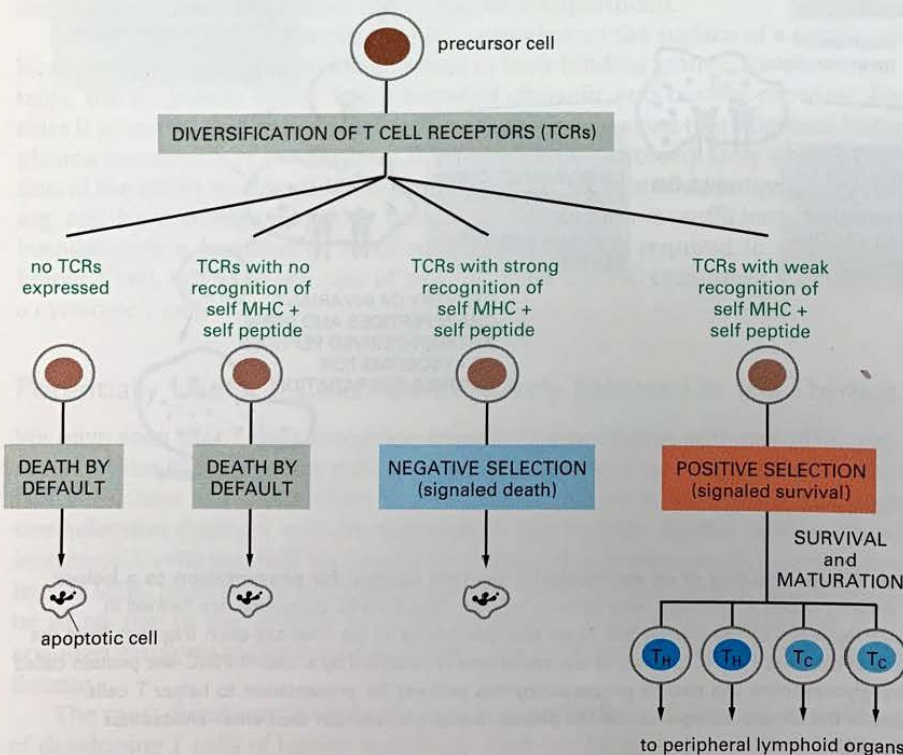 precursor cell
DIVERSIFICATION OF T CELL RECEPTORS (TCRs)
no TCRs
expressed
TCRs with no
recognition of
self MHC +
self peptide
TCRs with strong
recognition of
self MHC +
self peptide
TCRs with weak
recognition of
self MHC +
self peptide
DEATH BY
DEFAULT
DEATH BY
DEFAULT
NEGATIVE SELECTION
(signaled death)
POSITIVE SELECTION
(signaled survival)
SURVIVAL
and
MATURATION
apoptotic cell
TH
TH
TC
TC
to peripheral lymphoid organs